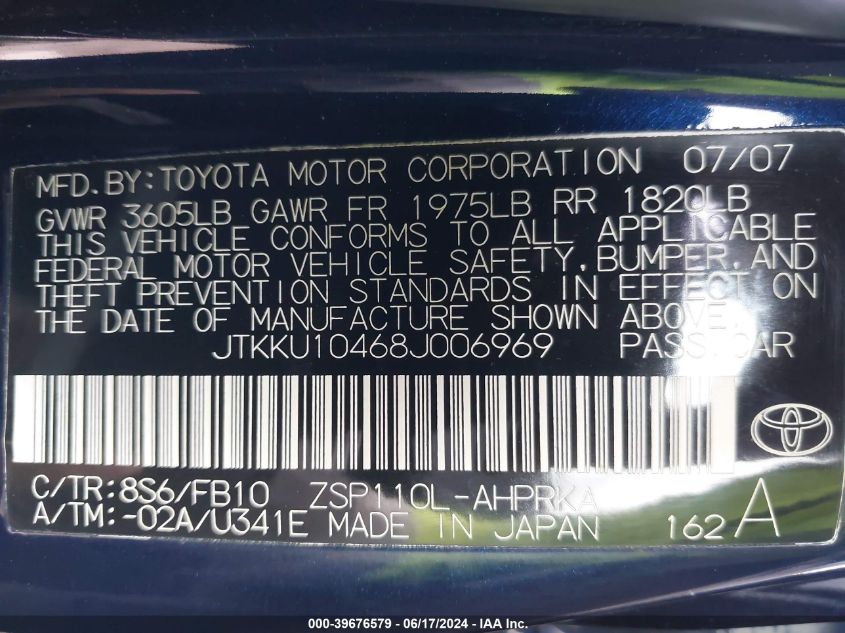 MFD.BY:TOYOTA MOTOR CORPORATION 07/07
GVWR 3605LB GAWR FR 1975LB RR 1820LB
THIS VEHICLE CONFORMS TO ALL APPLICABLE
FEDERAL MOTOR VEHICLE SAFETY,BUMPER,AND
THEFT PREVENTION STANDARDS IN EFFECT ON
THE DATE OF MANUFACTURE SHOWN ABOVE.
JTKKU10468J006969 PASS.CAR
C/TR:8S6/FB10 ZSP110L-AHPRKA
A/TM:-02A/U341E MADE IN JAPAN 162 A
000-39676579 - 06/17/2024 - IAA Inc.